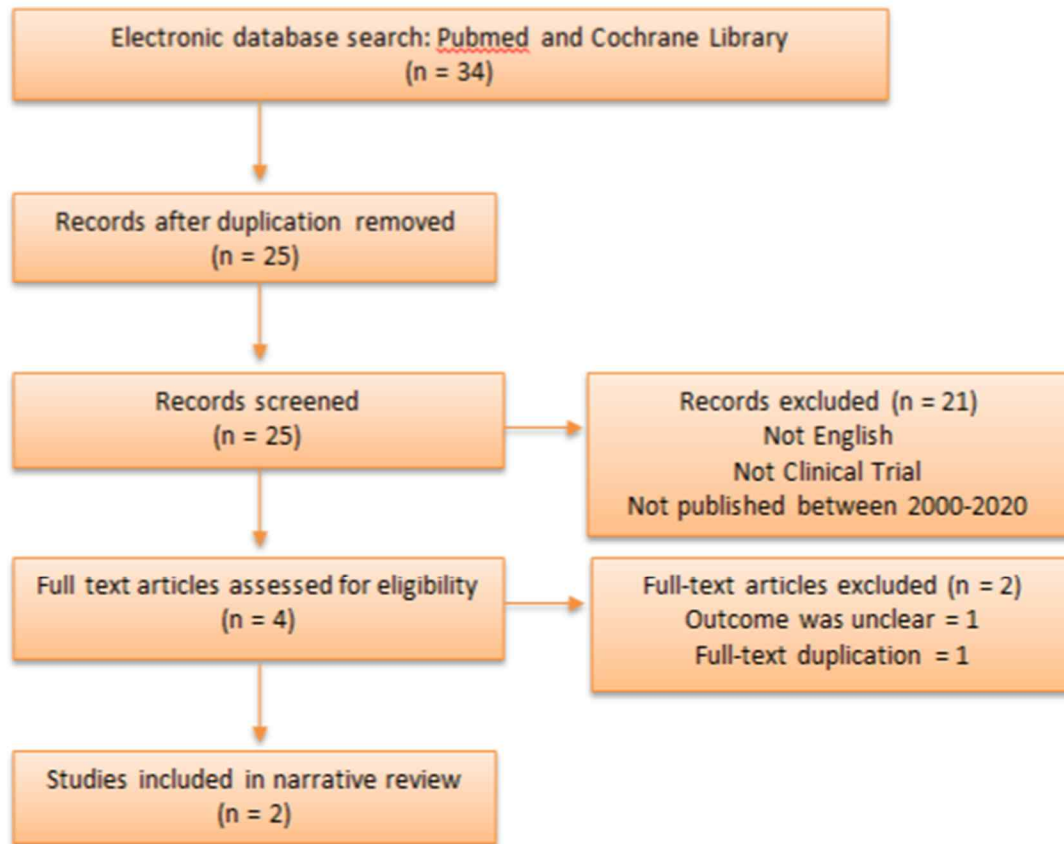 Electronic database search: Pubmed and Cochrane Library
(n = 34)
Records after duplication removed
(n = 25)
Records screened
(n = 25)
Records excluded (n = 21)
Not English
Not Clinical Trial
Not published between 2000-2020
Full text articles assessed for eligibility
(n = 4)
Full-text articles excluded (n = 2)
Outcome was unclear = 1
Full-text duplication = 1
Studies included in narrative review
(n = 2)